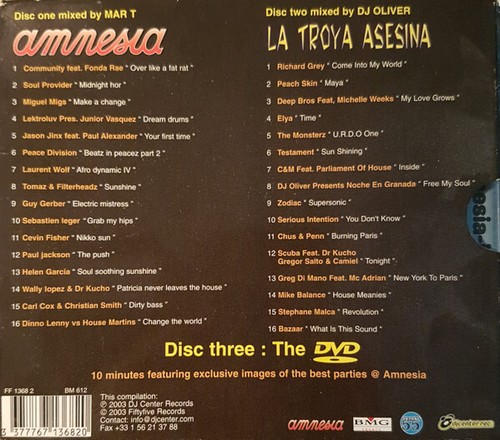 Disc one mixed by MAR T
amnesia
1 Community feat. Fonda Rae " Over like a fat rat "
2 Soul Provider " Midnight hor "
3 Miguel Migs " Make a change "
4 Lektroluv Pres. Junior Vasquez " Dream drums "
5 Jason Jinx feat. Paul Alexander " Your first time "
6 Peace Division " Beatz in peacez part 2 "
7 Laurent Wolf " Afro dynamic IV "
8 Tomaz & Filterheadz " Sunshine "
9 Guy Gerber " Electric mistress "
10 Sebastien leger " Grab my hips "
11 Cevin Fisher " Nikko sun "
12 Paul jackson " The push "
13 Helen Garcia " Soul soothing sunshine "
14 Wally lopez & Dr Kucho " Patricia never leaves the house "
15 Carl Cox & Christian Smith " Dirty bass "
16 Dinno Lenny vs House Martins " Change the world "
Disc two mixed by DJ OLIVER
LA TROYA ASESINA
1 Richard Grey " Come Into My World "
2 Peach Skin " Maya "
3 Deep Bros Feat, Michelle Weeks " My Love Grows "
4 Elya " Time "
5 The Monsterz " U.R.D.O One "
6 Testament " Sun Shining "
7 C&M Feat. Parliament Of House " Inside "
8 DJ Oliver Presents Noche En Granada " Free My Soul "
9 Zodiac " Supersonic "
10 Serious Intention " You Don't Know "
11 Chus & Penn " Burning Paris "
12 Scuba Feat. Dr Kucho
Gregor Salto & Camiel " Tonight "
13 Greg Di Mano Feat. Mc Adrian " New York To Paris "
14 Mike Balance " House Meanies "
15 Stephane Malca " Revolution "
16 Bazaar " What Is This Sound "
esia
Disc three : The DVD
10 minutes featuring exclusive images of the best parties @ Amnesia
FF 1368 2 BM 612
3 377767 136820
This compilation:
℗ 2003 DJ Center Records
© 2003 Fiftyfive Records
Contact: info@djcenter.com
Fax +33 1 56 21 37 88
amnesia
BMG
55
djcenter rec